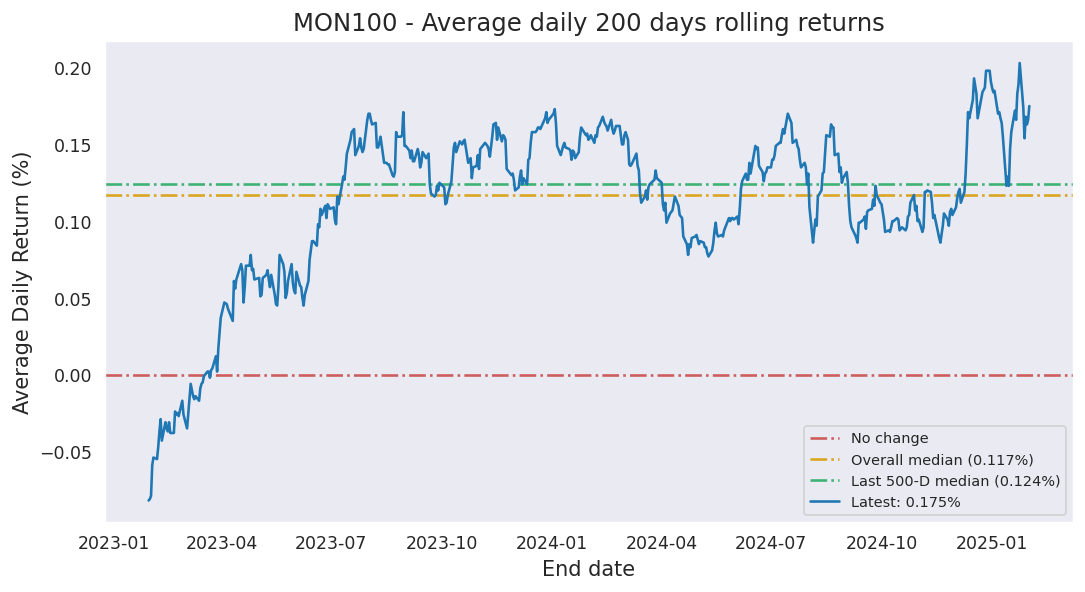 MON100 - Average daily 200 days rolling returns
Average Daily Return (%)
0.20
0.15
0.10
0.05
0.00
−0.05
No change
Overall median (0.117%)
Last 500-D median (0.124%)
Latest: 0.175%
2023-01
2023-04
2023-07
2023-10
2024-01
2024-04
2024-07
2024-10
2025-01
End date